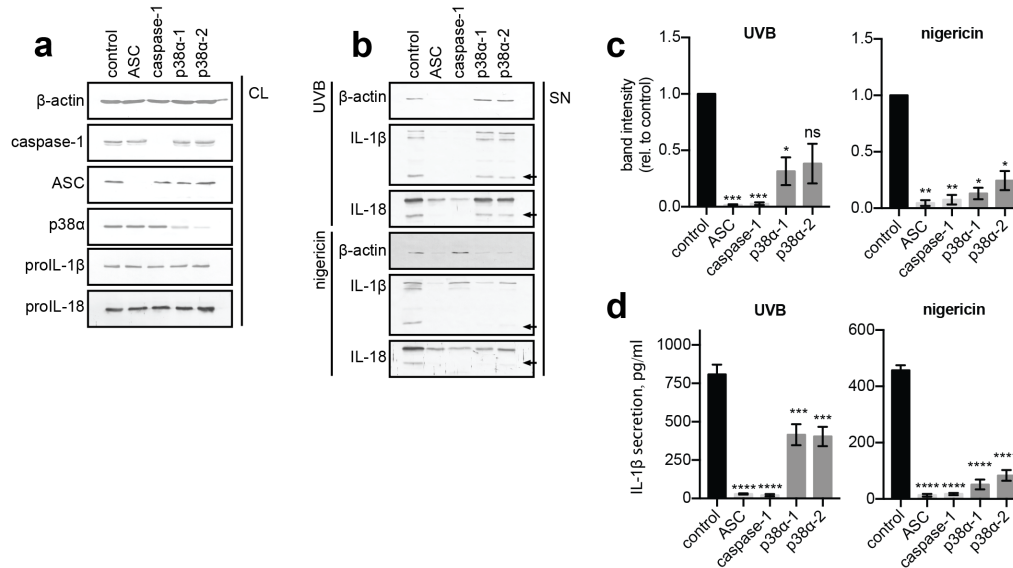 a
control
ASC
caspase-1
p38α-1
p38α-2
β-actin
caspase-1
ASC
p38α
proIL-1β
proIL-18
CL
b
control
ASC
caspase-1
p38α-1
p38α-2
UVB
β-actin
IL-1β
IL-18
nigericin
β-actin
IL-1β
IL-18
SN
c
UVB
band intensity
(rel. to control)
1.5
1.0
0.5
0.0
*** *** * ns
control
ASC
caspase-1
p38α-1
p38α-2
nigericin
1.5
1.0
0.5
0.0
** ** * *
control
ASC
caspase-1
p38α-1
p38α-2
d
UVB
IL-1β secretion, pg/ml
1000
750
500
250
0
**** **** *** ***
control
ASC
caspase-1
p38α-1
p38α-2
nigericin
600
400
200
0
**** **** **** ****
control
ASC
caspase-1
p38α-1
p38α-2